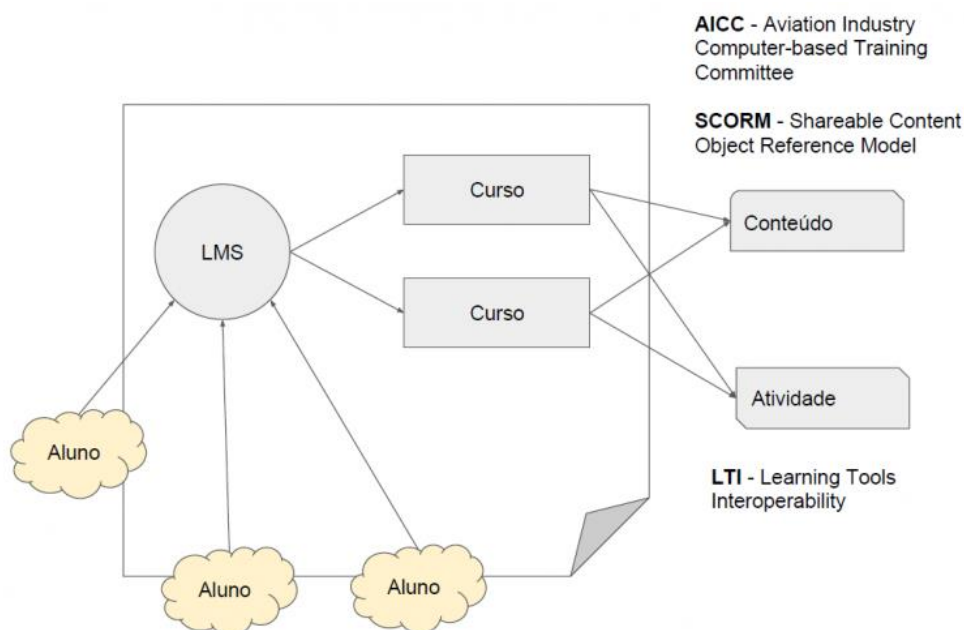 AICC - Aviation Industry
Computer-based Training
Committee
SCORM - Shareable Content
Object Reference Model
Curso
Conteúdo
LMS
Curso
Atividade
Aluno
LTI - Learning Tools
Interoperability
Aluno
Aluno